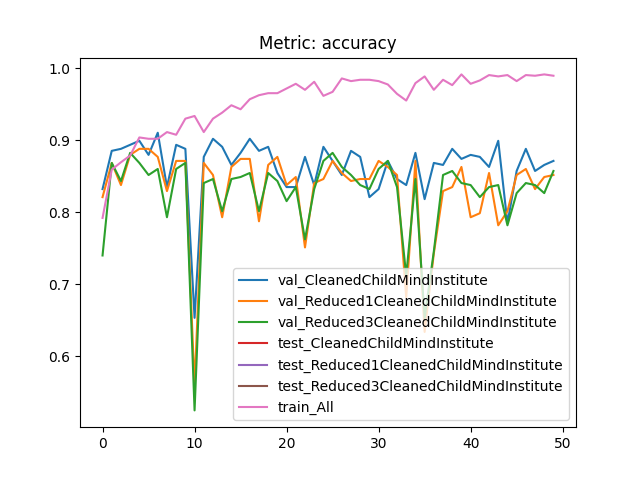 Metric: accuracy
1.0
0.9
0.8
0.7
0.6
val_CleanedChildMindInstitute
val_Reduced1CleanedChildMindInstitute
val_Reduced3CleanedChildMindInstitute
test_CleanedChildMindInstitute
test_Reduced1CleanedChildMindInstitute
test_Reduced3CleanedChildMindInstitute
train_All
0 10 20 30 40 50